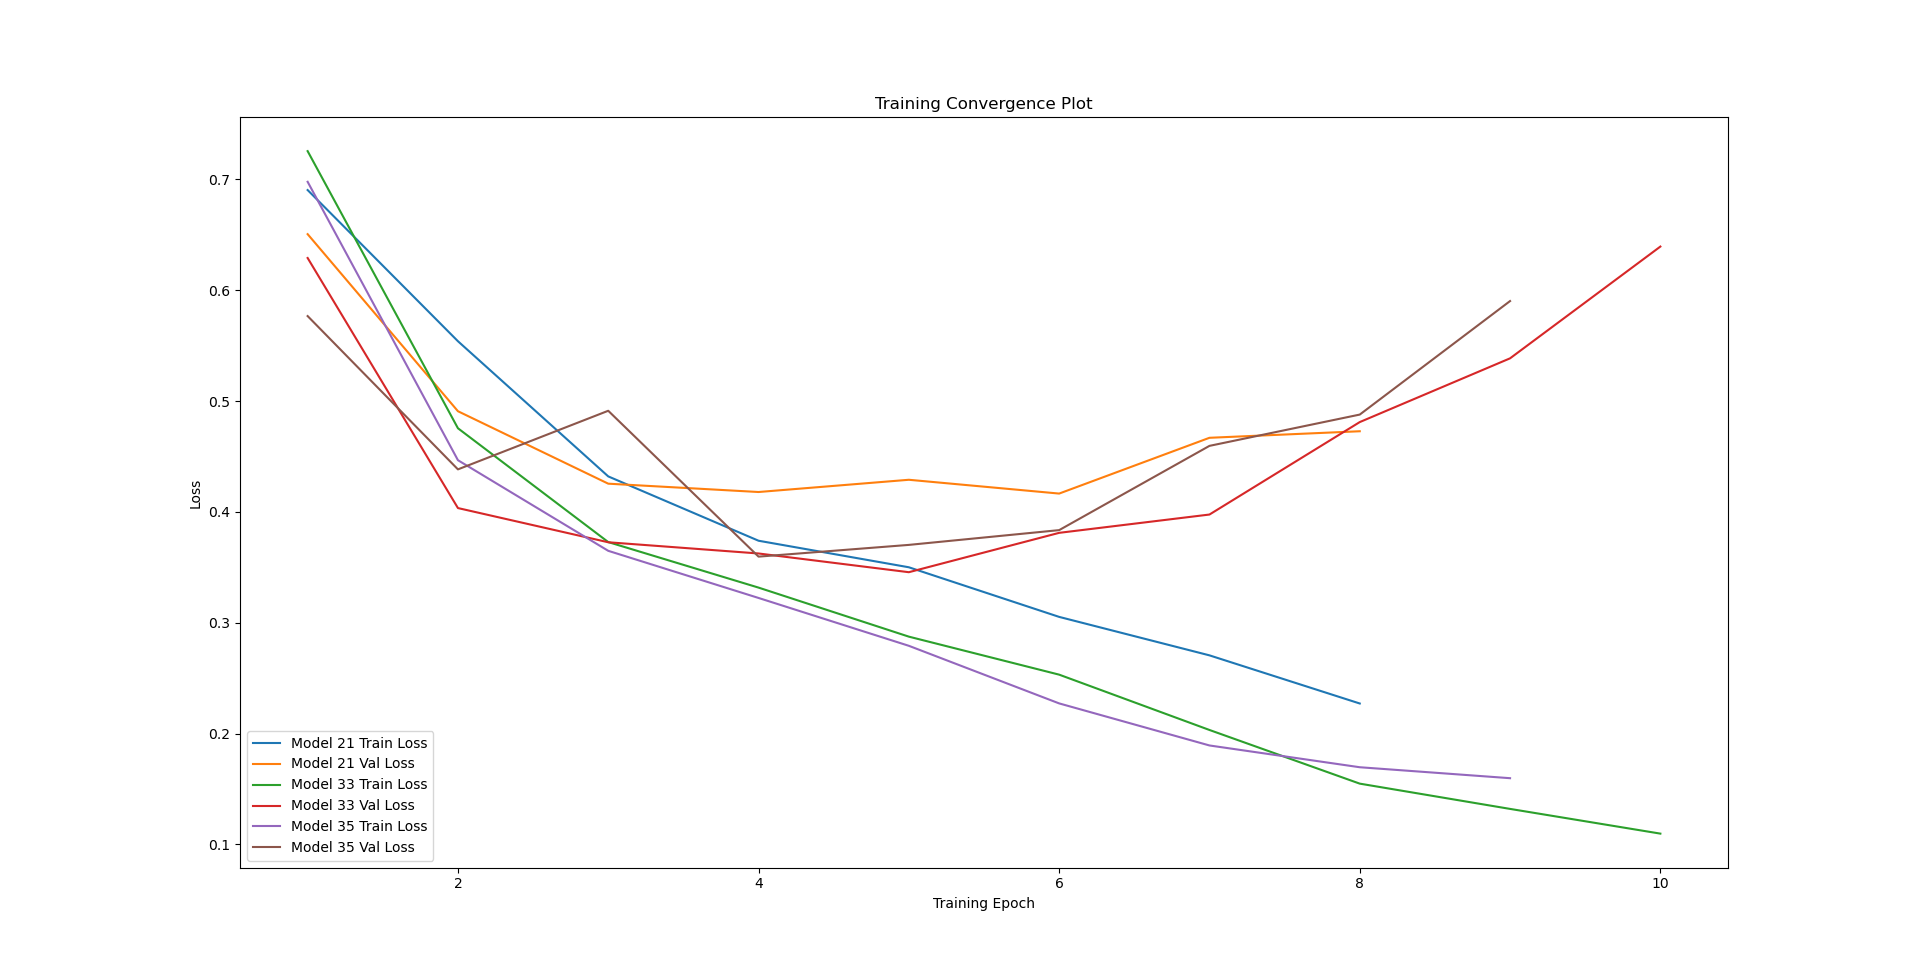 Training Convergence Plot
0.7
0.6
0.5
0.4
0.3
0.2
0.1
Loss
Model 21 Train Loss
Model 21 Val Loss
Model 33 Train Loss
Model 33 Val Loss
Model 35 Train Loss
Model 35 Val Loss
2 4 6 8 10
Training Epoch